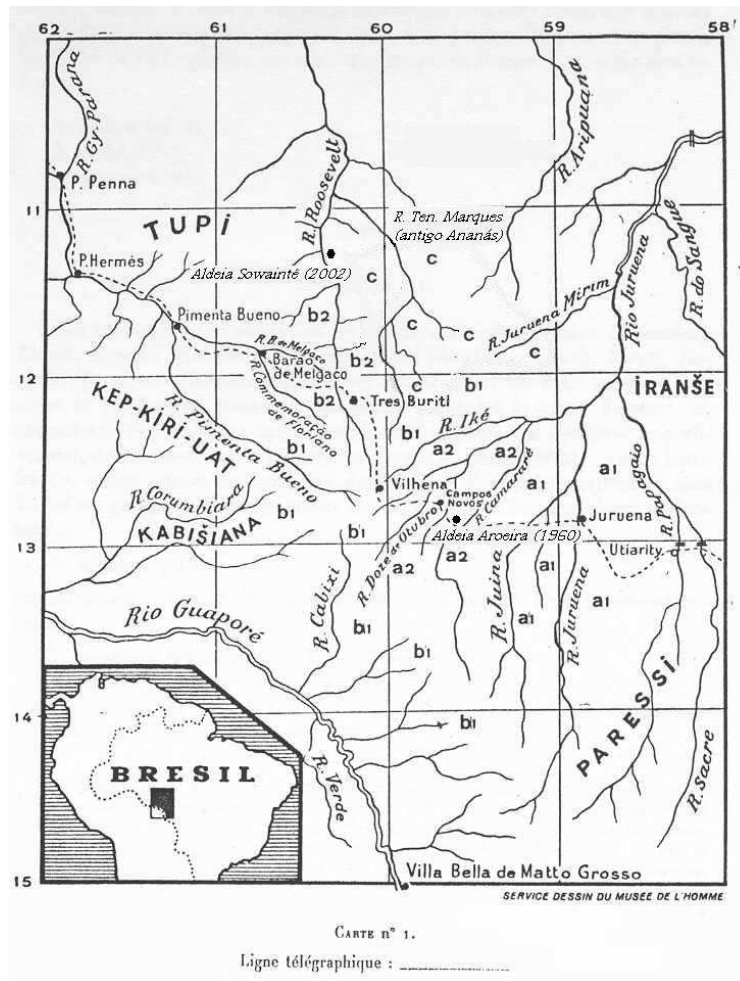 62
61
60
59
58'
R. Gy. Parana
R. Aripuana
P. Penna
R. Roosevelt
11
TUPİ
R. Ten. Marques
(antigo Ananás)
R. do Sangue
P. Hermés
Aldeia Sowaintê (2002)
c
c
Rio Juruena
Pimenta Bueno
b2
c
R. Juruena Mirim
c
R. B. de Melgaço
Barão
de Melgaço
b2
c
12
c
b1
İRANŠE
KEP-KİRİ-UAT
R. Commemoração
de Floriano
b2
Tres Buriti
R. Pimenta Bueno
b1
b1
R. Iké
a2
a2
a1
R. Papagaio
Vilhena
Campos
Novos
R. Camararé
a1
R. Corumbiara
KABIŠIANA
b1
b1
Juruena
Aldeia Aroeira (1960)
13
Utiarity
R. Doze de Otubro
a2
a2
a1
R. Cabixi
R. Juina
R. Juruena
a1
Rio Guaporé
b1
a1
b1
PARESSİ
14
b1
BRESIL
R. Verde
R. Sacre
15
Villa Bella de Matto Grosso
SERVICE DESSIN DU MUSÉE DE L'HOMME
CARTE n° 1.
Ligne télégraphique :